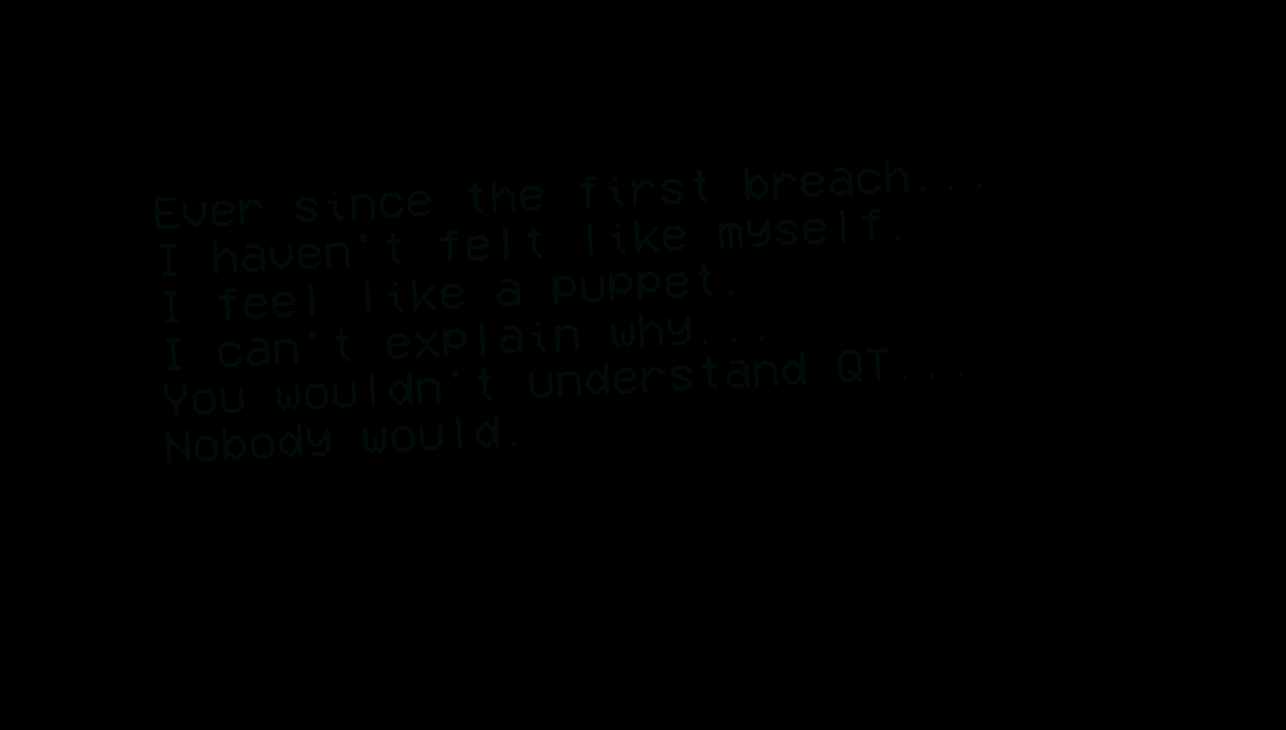 Ever since the first breach...
I haven't felt like myself.
I feel like a puppet.
I can't explain why...
You wouldn't understand QT...
Nobody would.